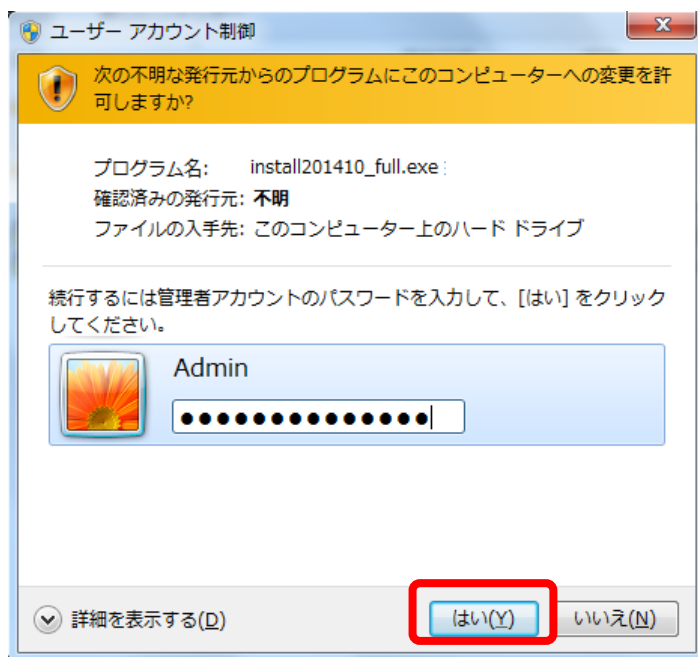 ユーザー アカウント制御
次の不明な発行元からのプログラムにこのコンピューターへの変更を許
可しますか?
プログラム名: install201410_full.exe
確認済みの発行元: 不明
ファイルの入手先: このコンピューター上のハード ドライブ
続行するには管理者アカウントのパスワードを入力して、[はい] をクリック
してください。
Admin
●●●●●●●●●●●●●●
詳細を表示する(D)
はい(Y)
いいえ(N)